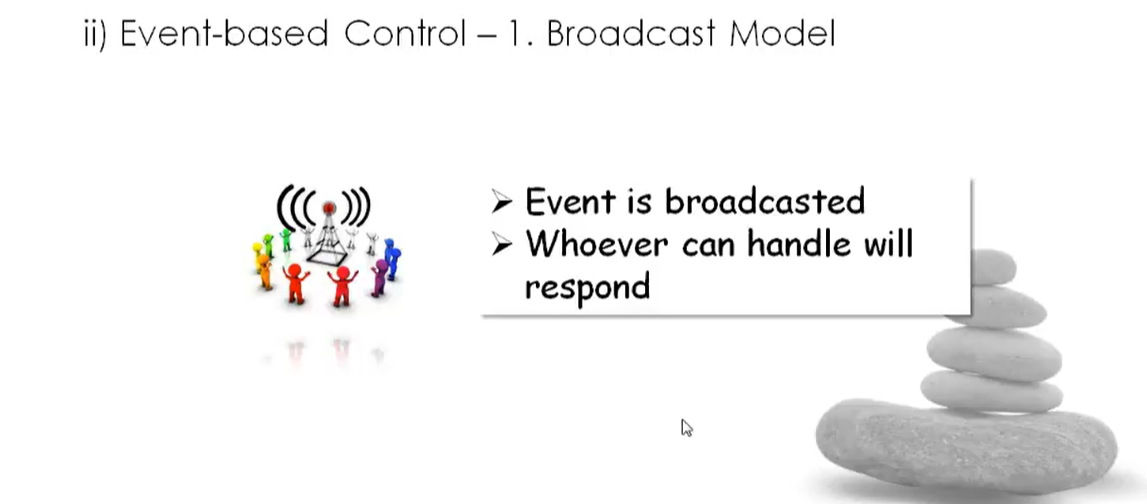 ii) Event-based Control – 1. Broadcast Model
➢ Event is broadcasted
➢ Whoever can handle will
respond